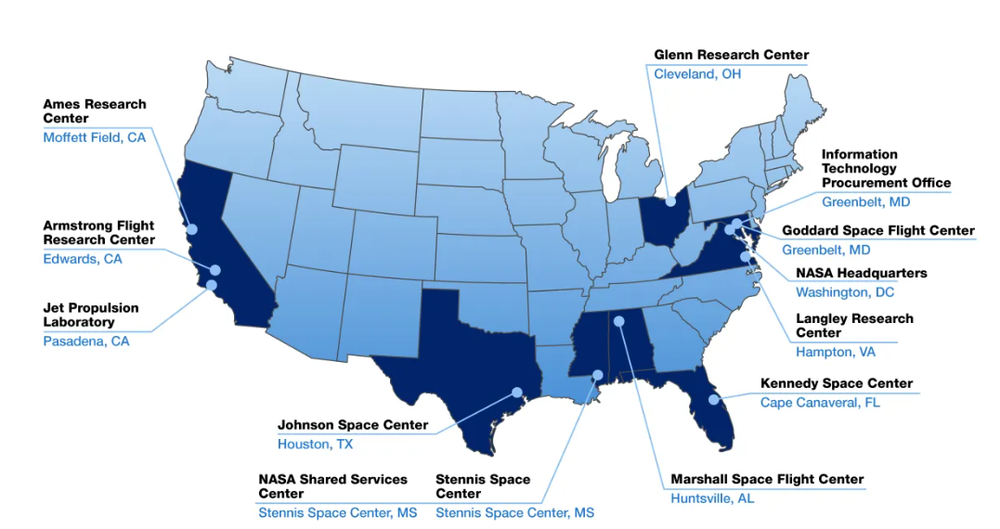 Glenn Research Center
Cleveland, OH
Ames Research
Center
Moffett Field, CA
Information
Technology
Procurement Office
Greenbelt, MD
Armstrong Flight
Research Center
Edwards, CA
Goddard Space Flight Center
Greenbelt, MD
NASA Headquarters
Washington, DC
Jet Propulsion
Laboratory
Pasadena, CA
Langley Research
Center
Hampton, VA
Kennedy Space Center
Cape Canaveral, FL
Johnson Space Center
Houston, TX
NASA Shared Services
Center
Stennis Space Center, MS
Stennis Space
Center
Stennis Space Center, MS
Marshall Space Flight Center
Huntsville, AL